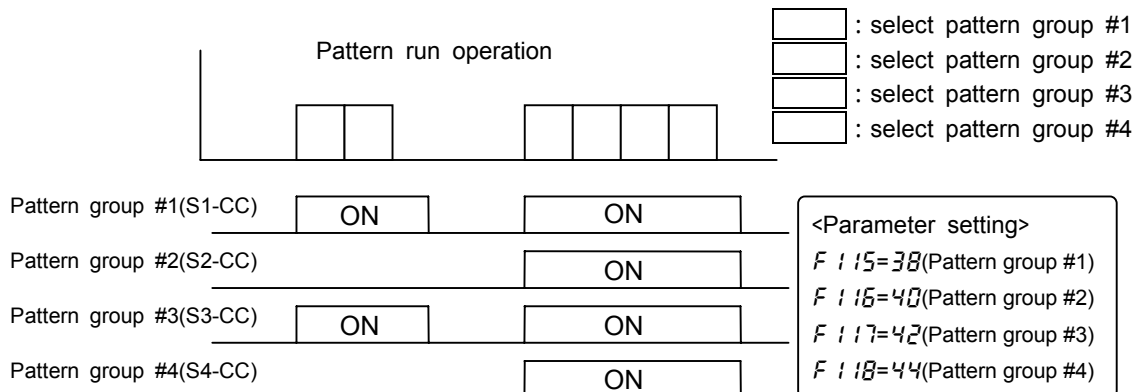 Pattern run operation
: select pattern group #1
: select pattern group #2
: select pattern group #3
: select pattern group #4
Pattern group #1(S1-CC)
ON
ON
Pattern group #2(S2-CC)
ON
Pattern group #3(S3-CC)
ON
ON
Pattern group #4(S4-CC)
ON
<Parameter setting>
F115=38(Pattern group #1)
F116=40(Pattern group #2)
F117=42(Pattern group #3)
F118=44(Pattern group #4)